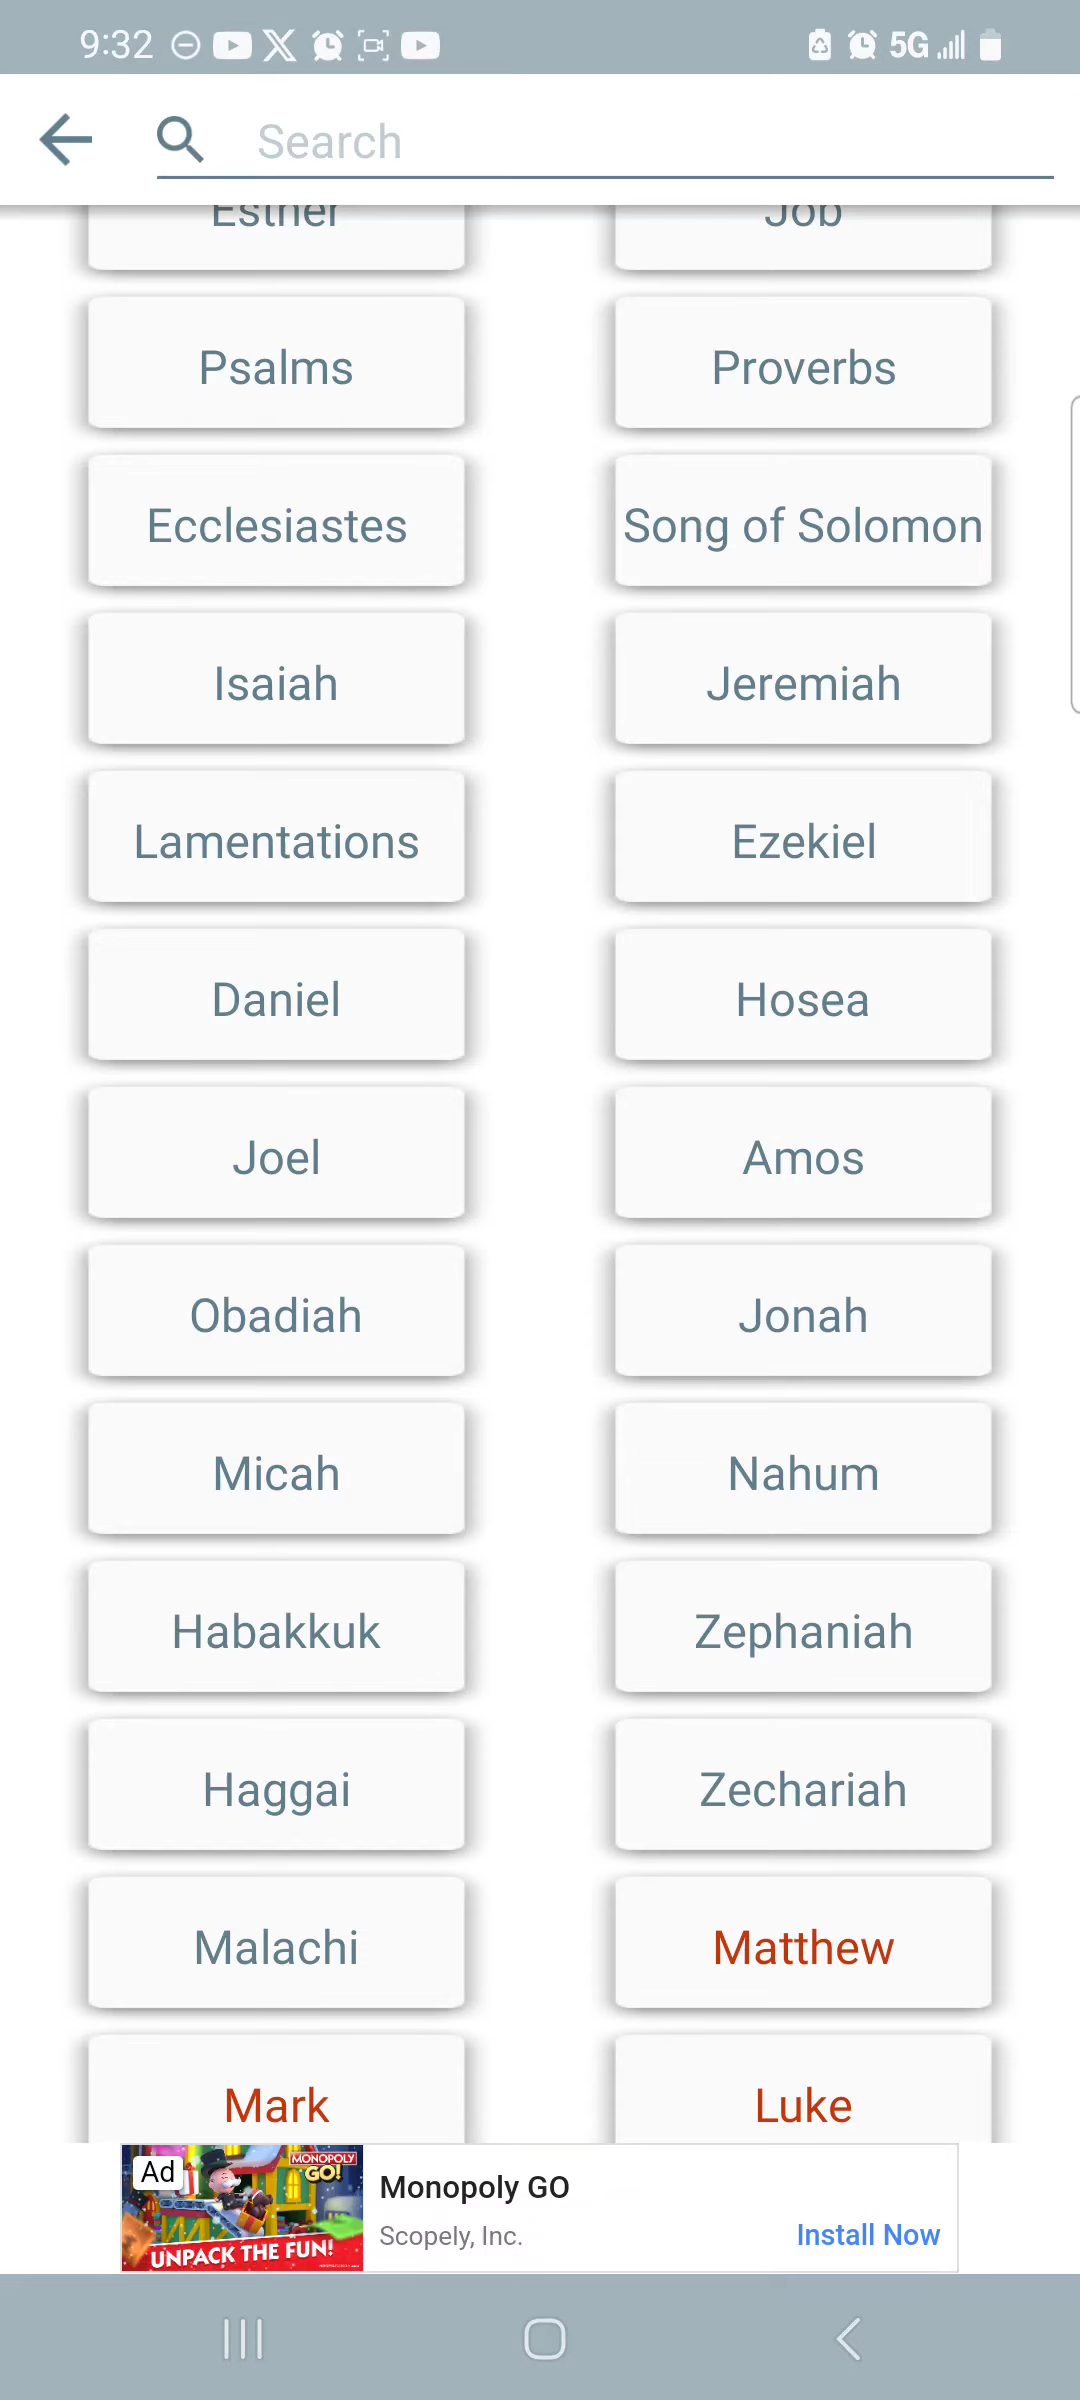 9:32
5G
Search
Esther Job
Psalms Proverbs
Ecclesiastes Song of Solomon
Isaiah Jeremiah
Lamentations Ezekiel
Daniel Hosea
Joel Amos
Obadiah Jonah
Micah Nahum
Habakkuk Zephaniah
Haggai Zechariah
Malachi Matthew
Mark Luke
Ad
MONOPOLY
GO!
UNPACK THE FUN!
Monopoly GO
Scopely, Inc.
Install Now